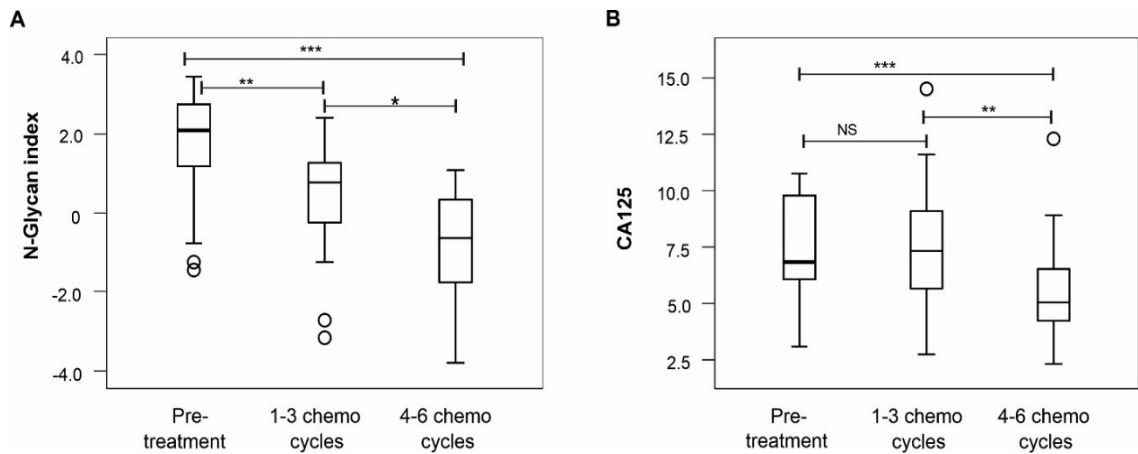 A
N-Glycan index
4.0
2.0
0
-2.0
-4.0
***
**
*
Pre-
treatment
1-3 chemo
cycles
4-6 chemo
cycles
B
CA125
15.0
12.5
10.0
7.5
5.0
2.5
***
**
NS
Pre-
treatment
1-3 chemo
cycles
4-6 chemo
cycles